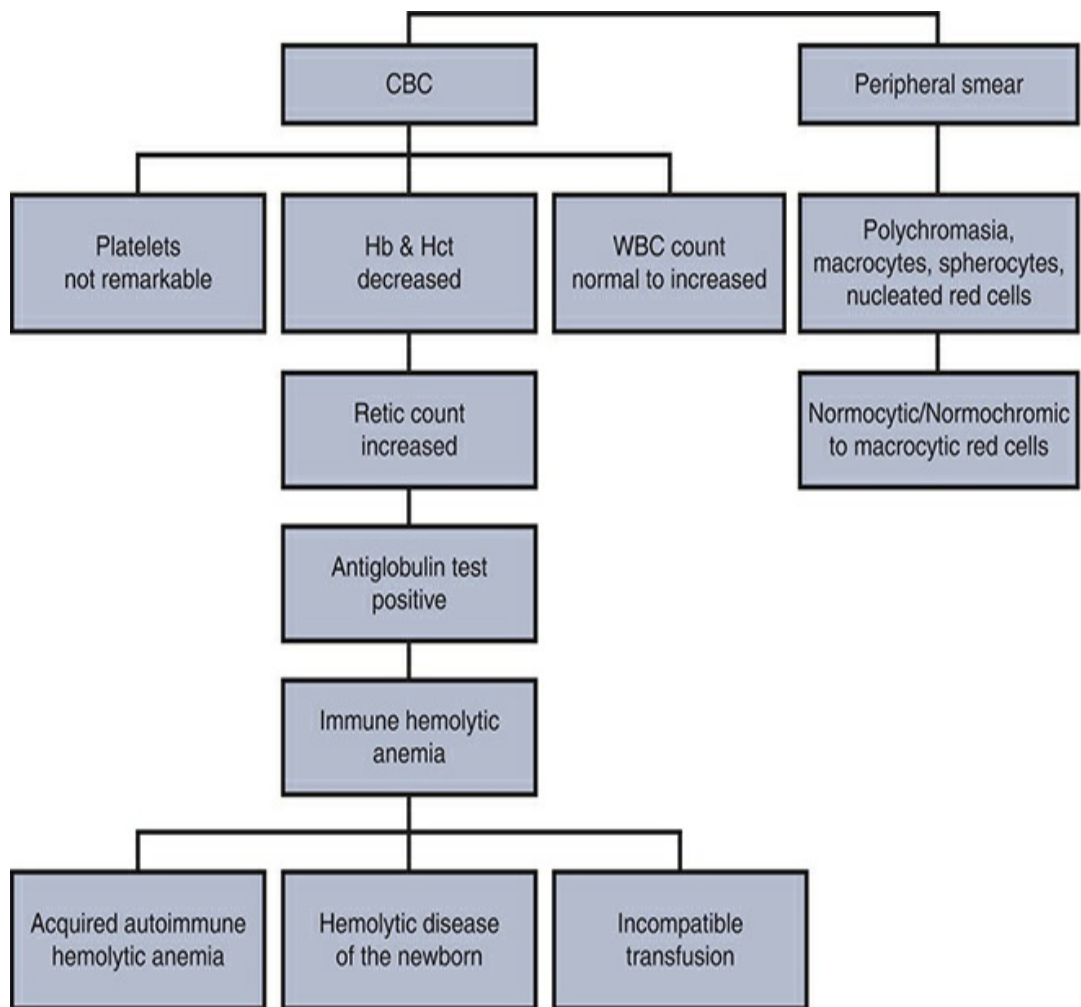 CBC
Peripheral smear
Platelets
not remarkable
Hb & Hct
decreased
WBC count
normal to increased
Polychromasia,
macrocytes, spherocytes,
nucleated red cells
Retic count
increased
Normocytic/Normochromic
to macrocytic red cells
Antiglobulin test
positive
Immune hemolytic
anemia
Acquired autoimmune
hemolytic anemia
Hemolytic disease
of the newborn
Incompatible
transfusion